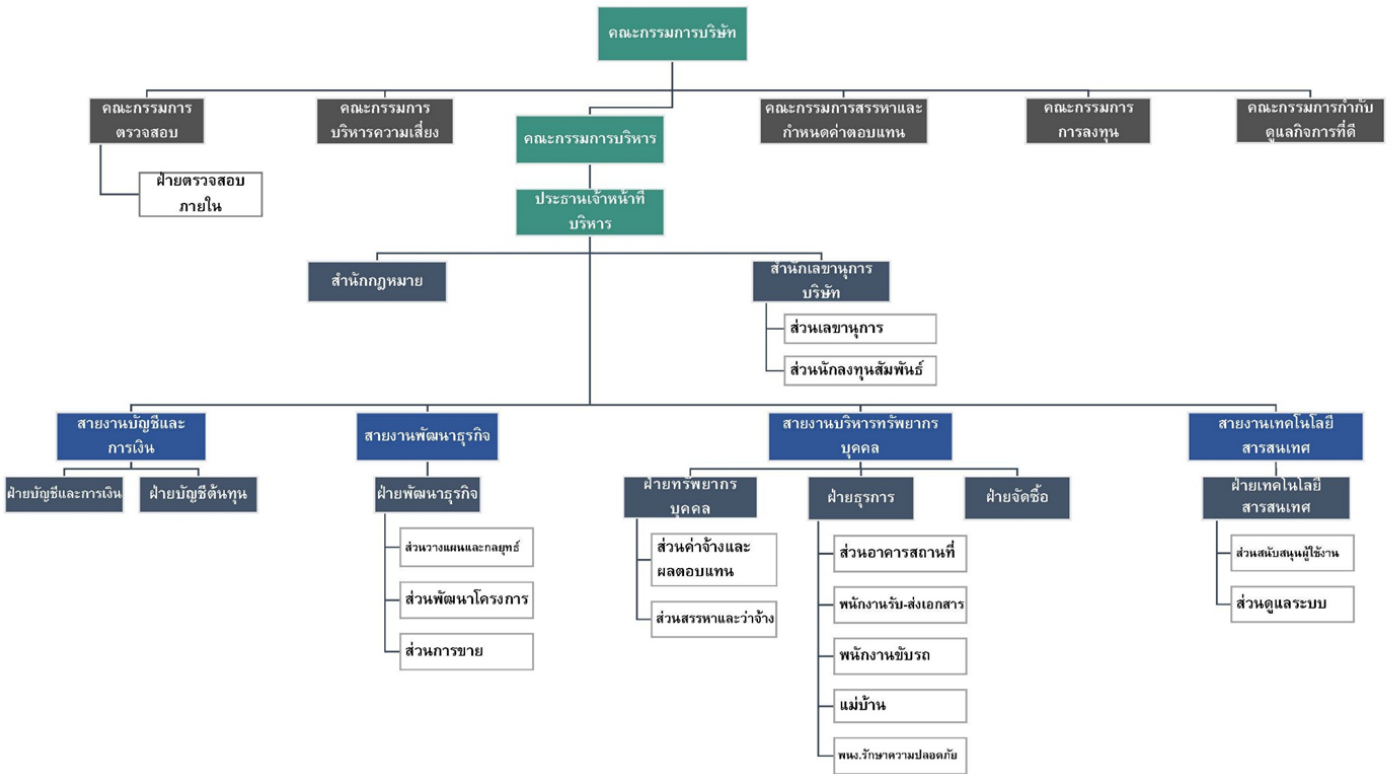 คณะกรรมการบริษัท
คณะกรรมการ
ตรวจสอบ
คณะกรรมการ
บริหารความเสี่ยง
คณะกรรมการสรรหาและ
กำหนดค่าตอบแทน
คณะกรรมการ
การลงทุน
คณะกรรมการกำกับ
ดูแลกิจการที่ดี
คณะกรรมการบริหาร
ฝ่ายตรวจสอบ
ภายใน
ประธานเจ้าหน้าที่
บริหาร
สำนักกฎหมาย
สำนักเลขานุการ
บริษัท
ส่วนเลขานุการ
ส่วนนักลงทุนสัมพันธ์
สายงานบัญชีและ
การเงิน
สายงานพัฒนาธุรกิจ
สายงานบริหารทรัพยากร
บุคคล
สายงานเทคโนโลยี
สารสนเทศ
ฝ่ายบัญชีและการเงิน
ฝ่ายบัญชีต้นทุน
ฝ่ายพัฒนาธุรกิจ
ฝ่ายทรัพยากร
บุคคล
ฝ่ายธุรการ
ฝ่ายจัดซื้อ
ฝ่ายเทคโนโลยี
สารสนเทศ
ส่วนวางแผนและกลยุทธ์
ส่วนพัฒนาโครงการ
ส่วนการขาย
ส่วนค่าจ้างและ
ผลตอบแทน
ส่วนสรรหาและว่าจ้าง
ส่วนอาคารสถานที่
พนักงานรับ-ส่งเอกสาร
พนักงานขับรถ
แม่บ้าน
พนง.รักษาความปลอดภัย
ส่วนสนับสนุนผู้ใช้งาน
ส่วนดูแลระบบ